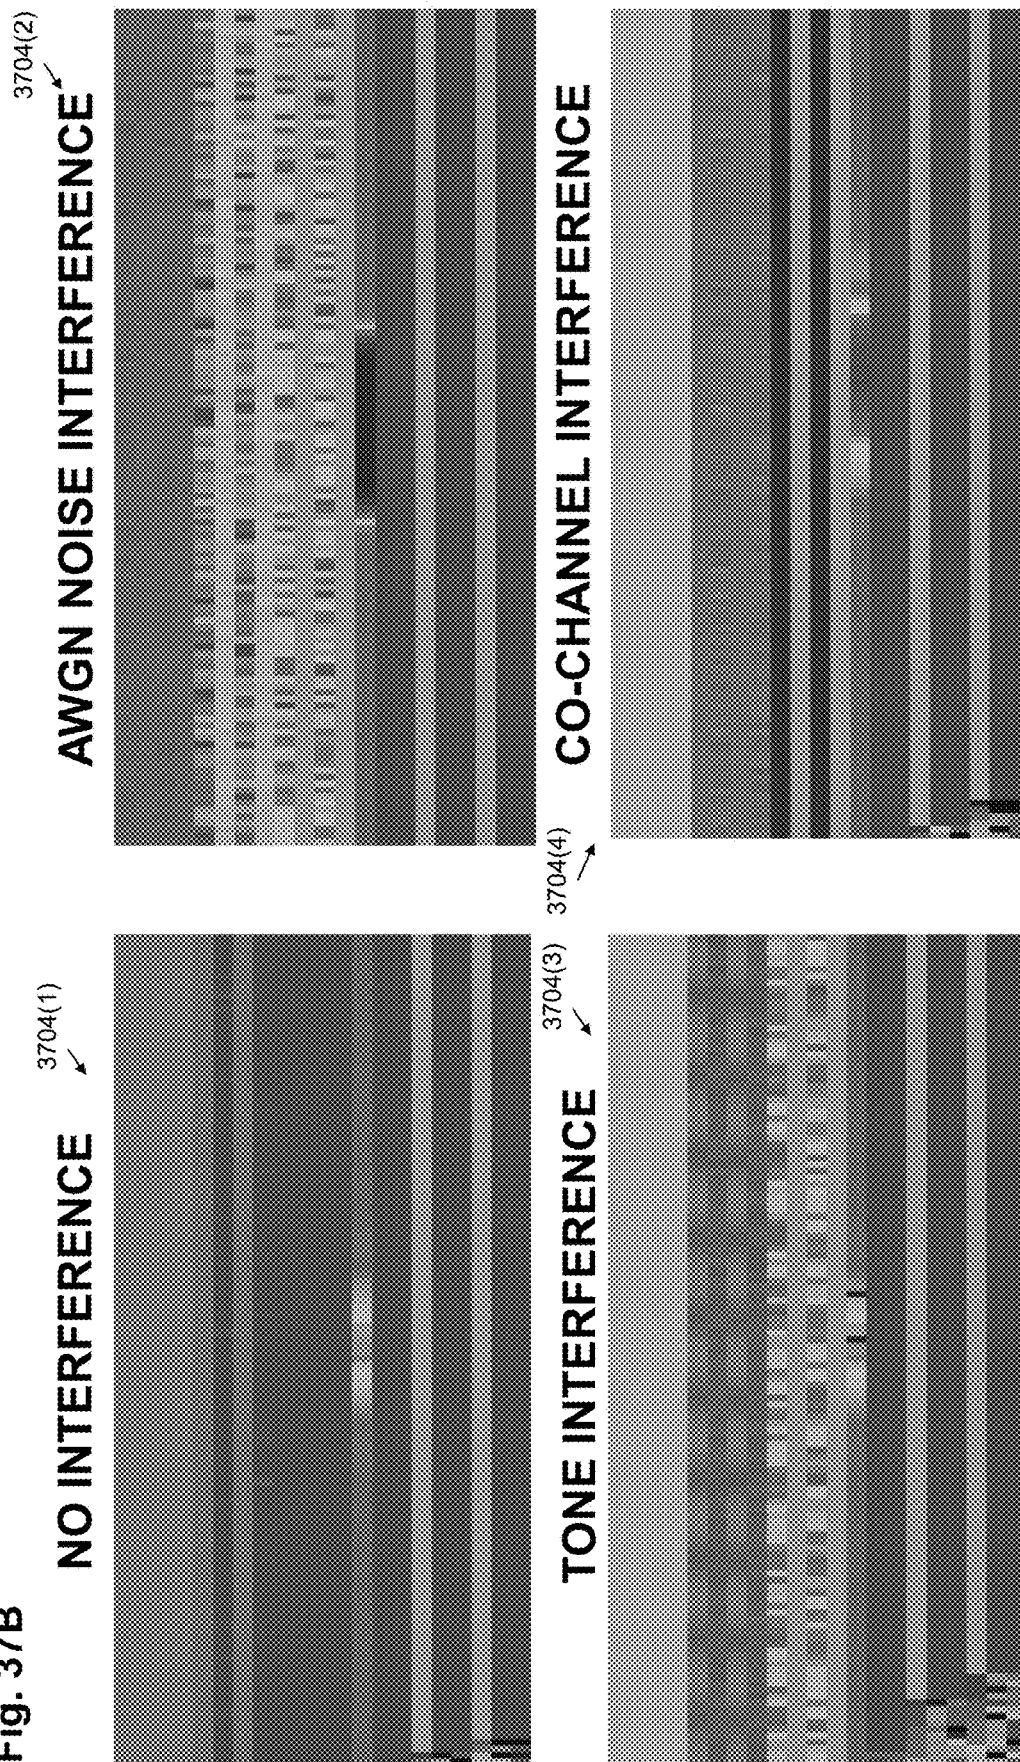 Fig. 37B
NO INTERFERENCE
3704(1)
AWGN NOISE INTERFERENCE
3704(2)
TONE INTERFERENCE
3704(3)
CO-CHANNEL INTERFERENCE
3704(4)